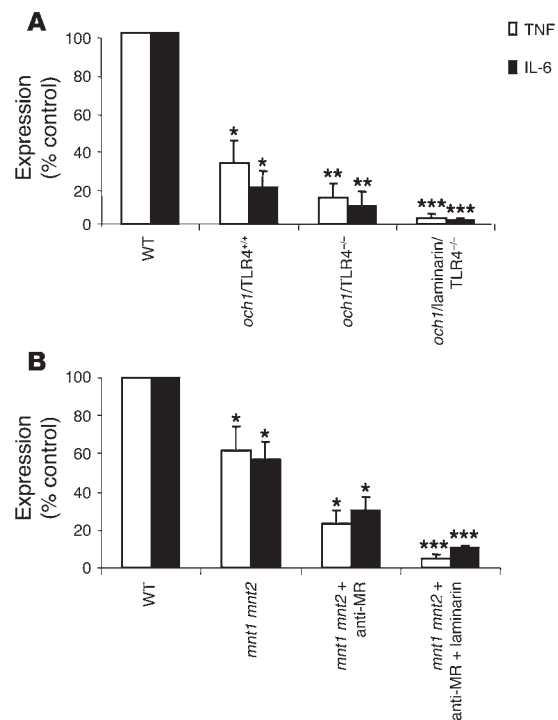 A
TNF
IL-6
Expression
(% control)
100
80
60
40
20
0
*
*
**
**
***
***
WT
och1/TLR4+/+
och1/TLR4–/–
och1/laminarin/
TLR4–/–
B
Expression
(% control)
100
80
60
40
20
0
*
*
*
*
***
***
WT
mnt1 mnt2
mnt1 mnt2 +
anti-MR
mnt1 mnt2 +
anti-MR + laminarin